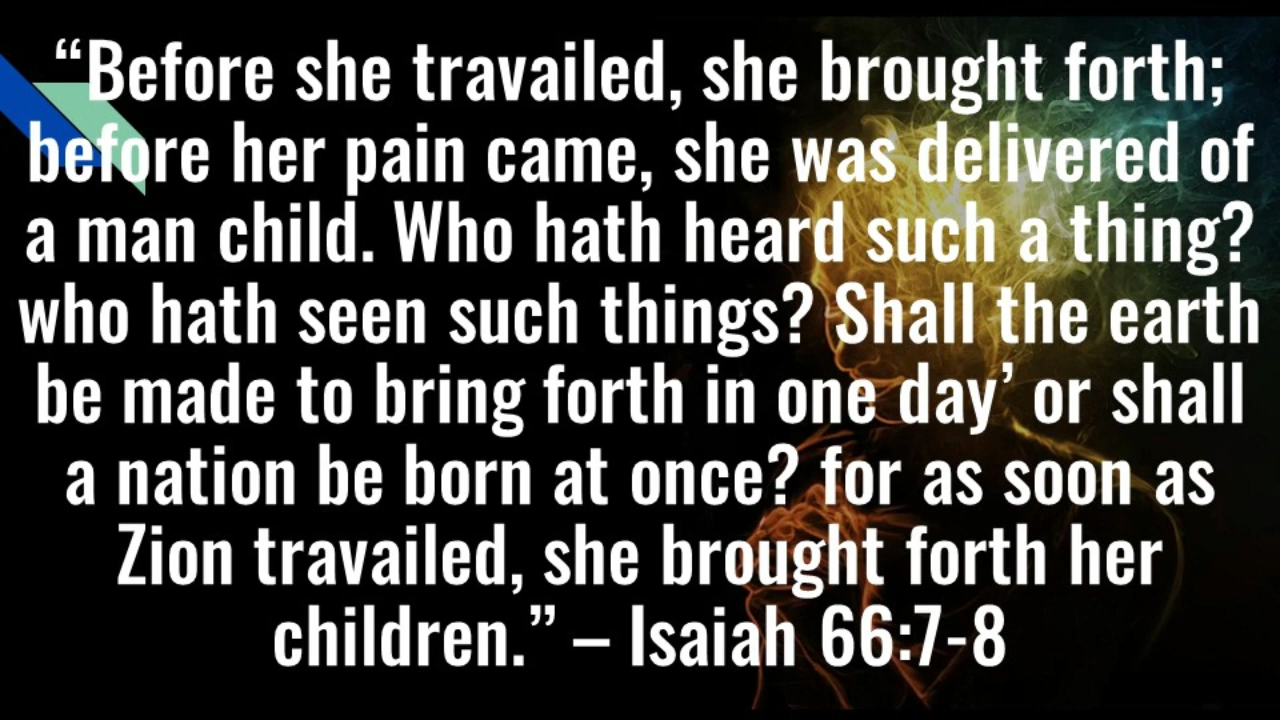 “Before she travailed, she brought forth;
before her pain came, she was delivered of
a man child. Who hath heard such a thing?
who hath seen such things? Shall the earth
be made to bring forth in one day’ or shall
a nation be born at once? for as soon as
Zion travailed, she brought forth her
children.” – Isaiah 66:7-8